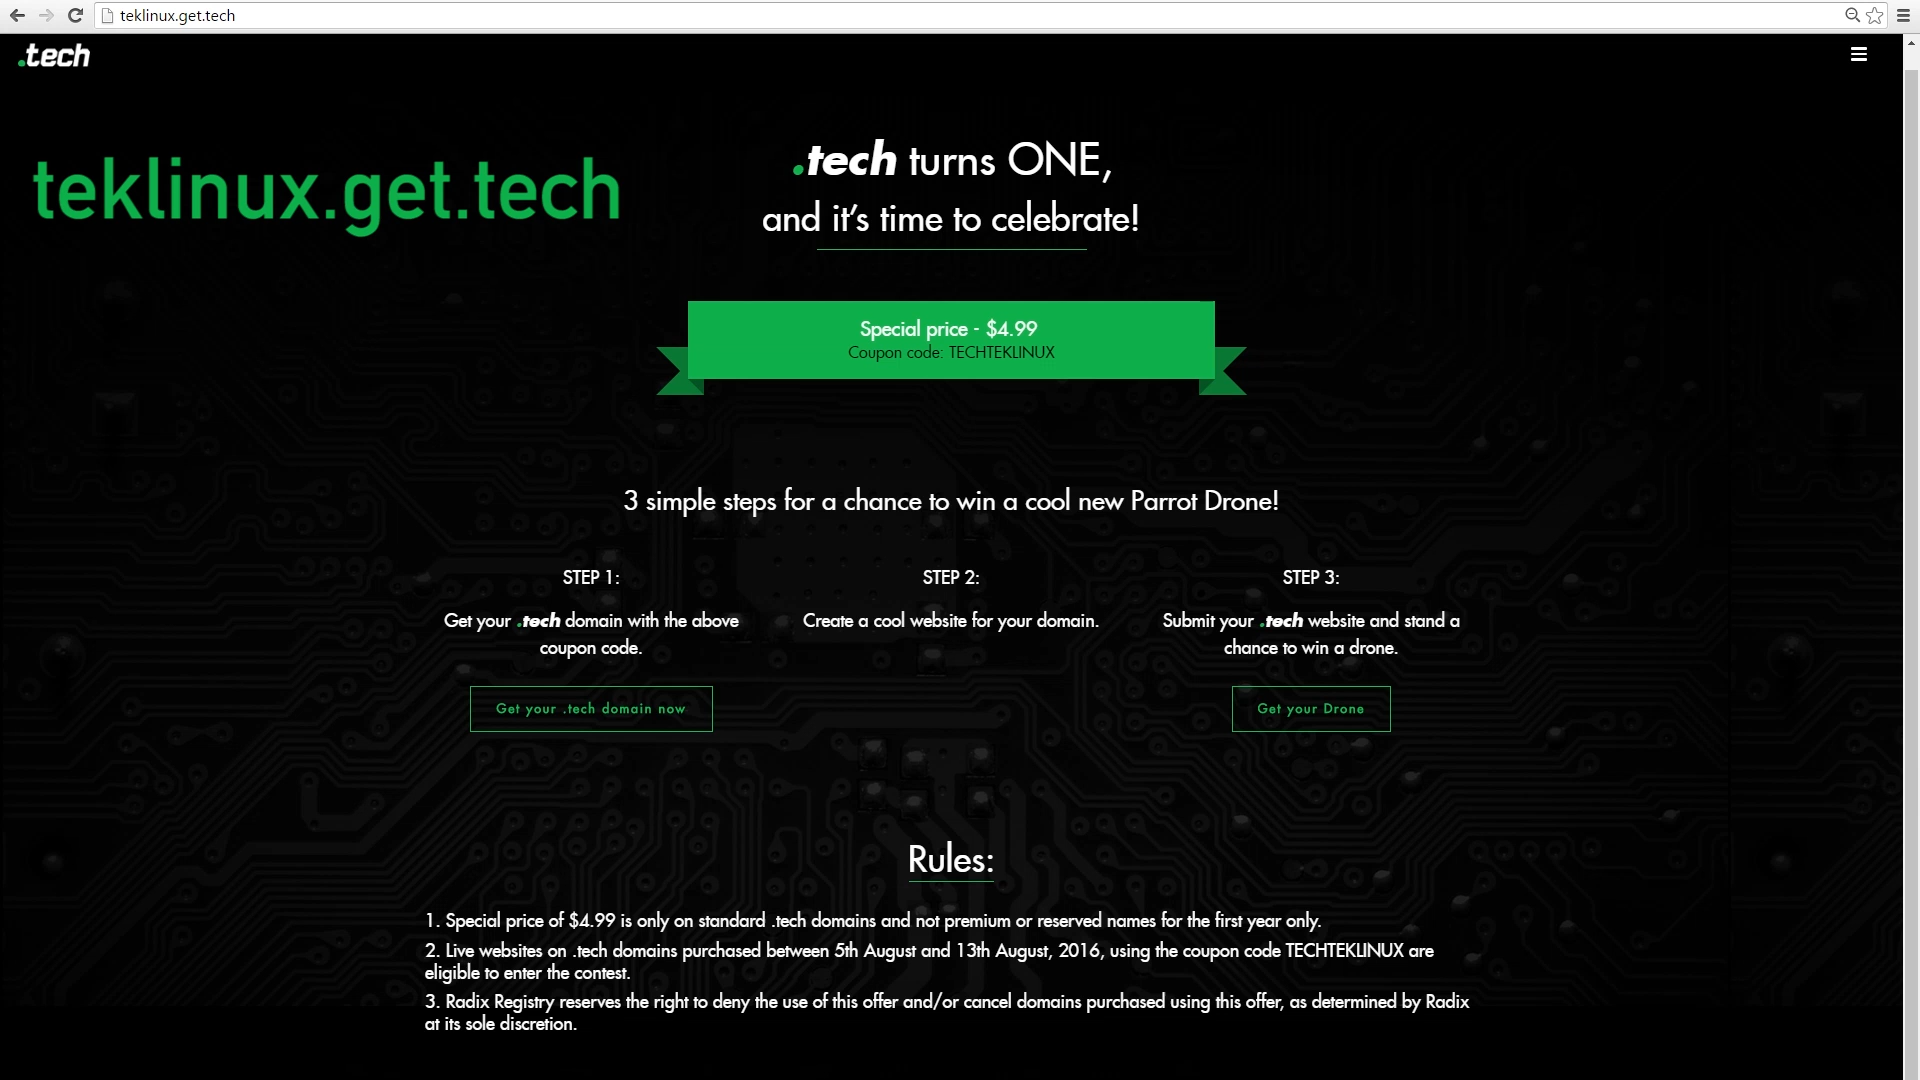 teklinux.get.tech
.tech
teklinux.get.tech
.tech turns ONE,
and it's time to celebrate!
Special price - $4.99
Coupon code: TECHTEKLINUX
3 simple steps for a chance to win a cool new Parrot Drone!
STEP 1:
Get your .tech domain with the above
coupon code.
Get your .tech domain now
STEP 2:
Create a cool website for your domain.
STEP 3:
Submit your .tech website and stand a
chance to win a drone.
Get your Drone
Rules:
1. Special price of $4.99 is only on standard .tech domains and not premium or reserved names for the first year only.
2. Live websites on .tech domains purchased between 5th August and 13th August, 2016, using the coupon code TECHTEKLINUX are
eligible to enter the contest.
3. Radix Registry reserves the right to deny the use of this offer and/or cancel domains purchased using this offer, as determined by Radix
at its sole discretion.